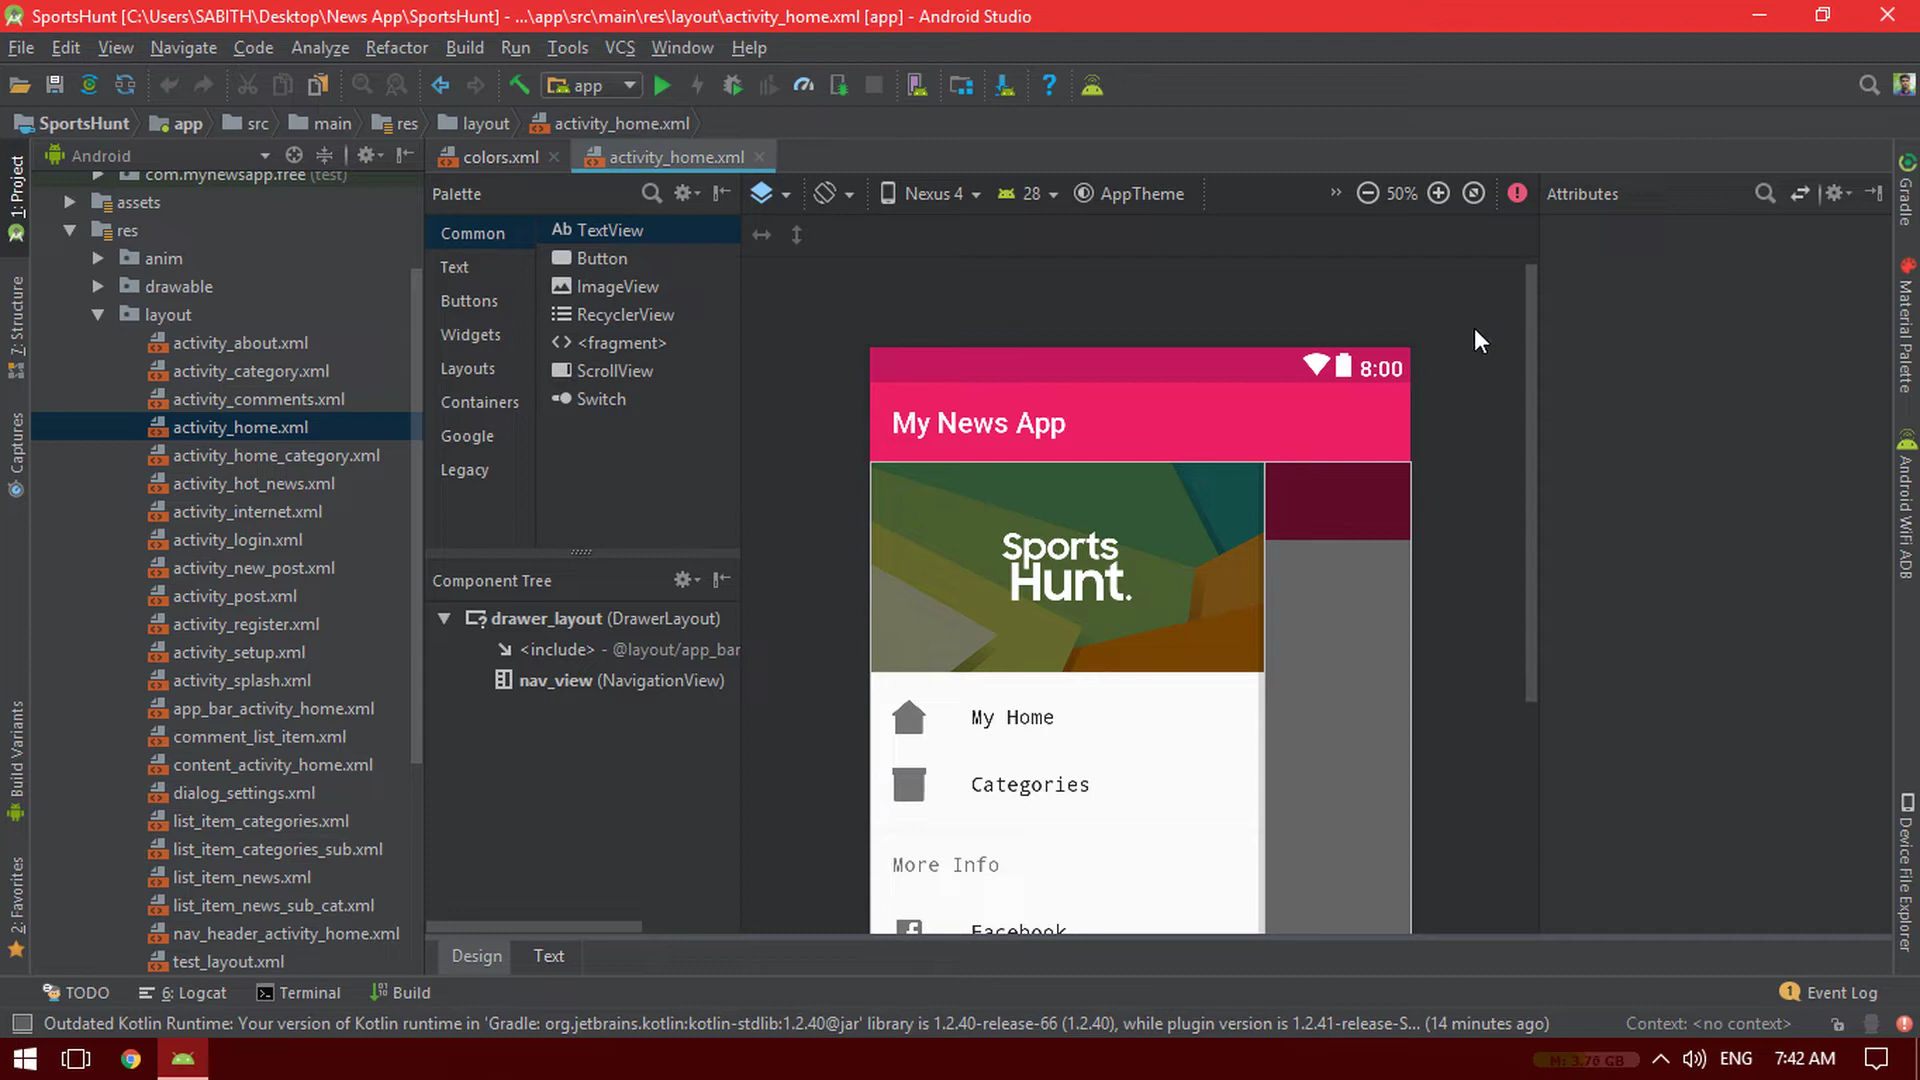 SportsHunt [C:\Users\SABITH\Desktop\News App\SportsHunt] - ...\app\src\main\res\layout\activity_home.xml [app] - Android Studio
File Edit View Navigate Code Analyze Refactor Build Run Tools VCS Window Help
app
SportsHunt app src main res layout activity_home.xml
1: Project
7: Structure
Captures
Build Variants
2: Favorites
Android
com.mynewsapp.free (test)
assets
res
anim
drawable
layout
activity_about.xml
activity_category.xml
activity_comments.xml
activity_home.xml
activity_home_category.xml
activity_hot_news.xml
activity_internet.xml
activity_login.xml
activity_new_post.xml
activity_post.xml
activity_register.xml
activity_setup.xml
activity_splash.xml
app_bar_activity_home.xml
comment_list_item.xml
content_activity_home.xml
dialog_settings.xml
list_item_categories.xml
list_item_categories_sub.xml
list_item_news.xml
list_item_news_sub_cat.xml
nav_header_activity_home.xml
test_layout.xml
colors.xml activity_home.xml
Palette
Common
Text
Buttons
Widgets
Layouts
Containers
Google
Legacy
Ab TextView
Button
ImageView
RecyclerView
<fragment>
ScrollView
Switch
Component Tree
drawer_layout (DrawerLayout)
<include> - @layout/app_bar
nav_view (NavigationView)
Nexus 4 28 AppTheme 50%
8:00
My News App
Sports
Hunt.
My Home
Categories
More Info
Facebook
Attributes
Gradle
Material Palette
Android WiFi ADB
Device File Explorer
Design Text
TODO 6: Logcat Terminal Build 1 Event Log
Outdated Kotlin Runtime: Your version of Kotlin runtime in 'Gradle: org.jetbrains.kotlin:kotlin-stdlib:1.2.40@jar' library is 1.2.40-release-66 (1.2.40), while plugin version is 1.2.41-release-S... (14 minutes ago) Context: <no context>
M: 3.76 GB ENG 7:42 AM